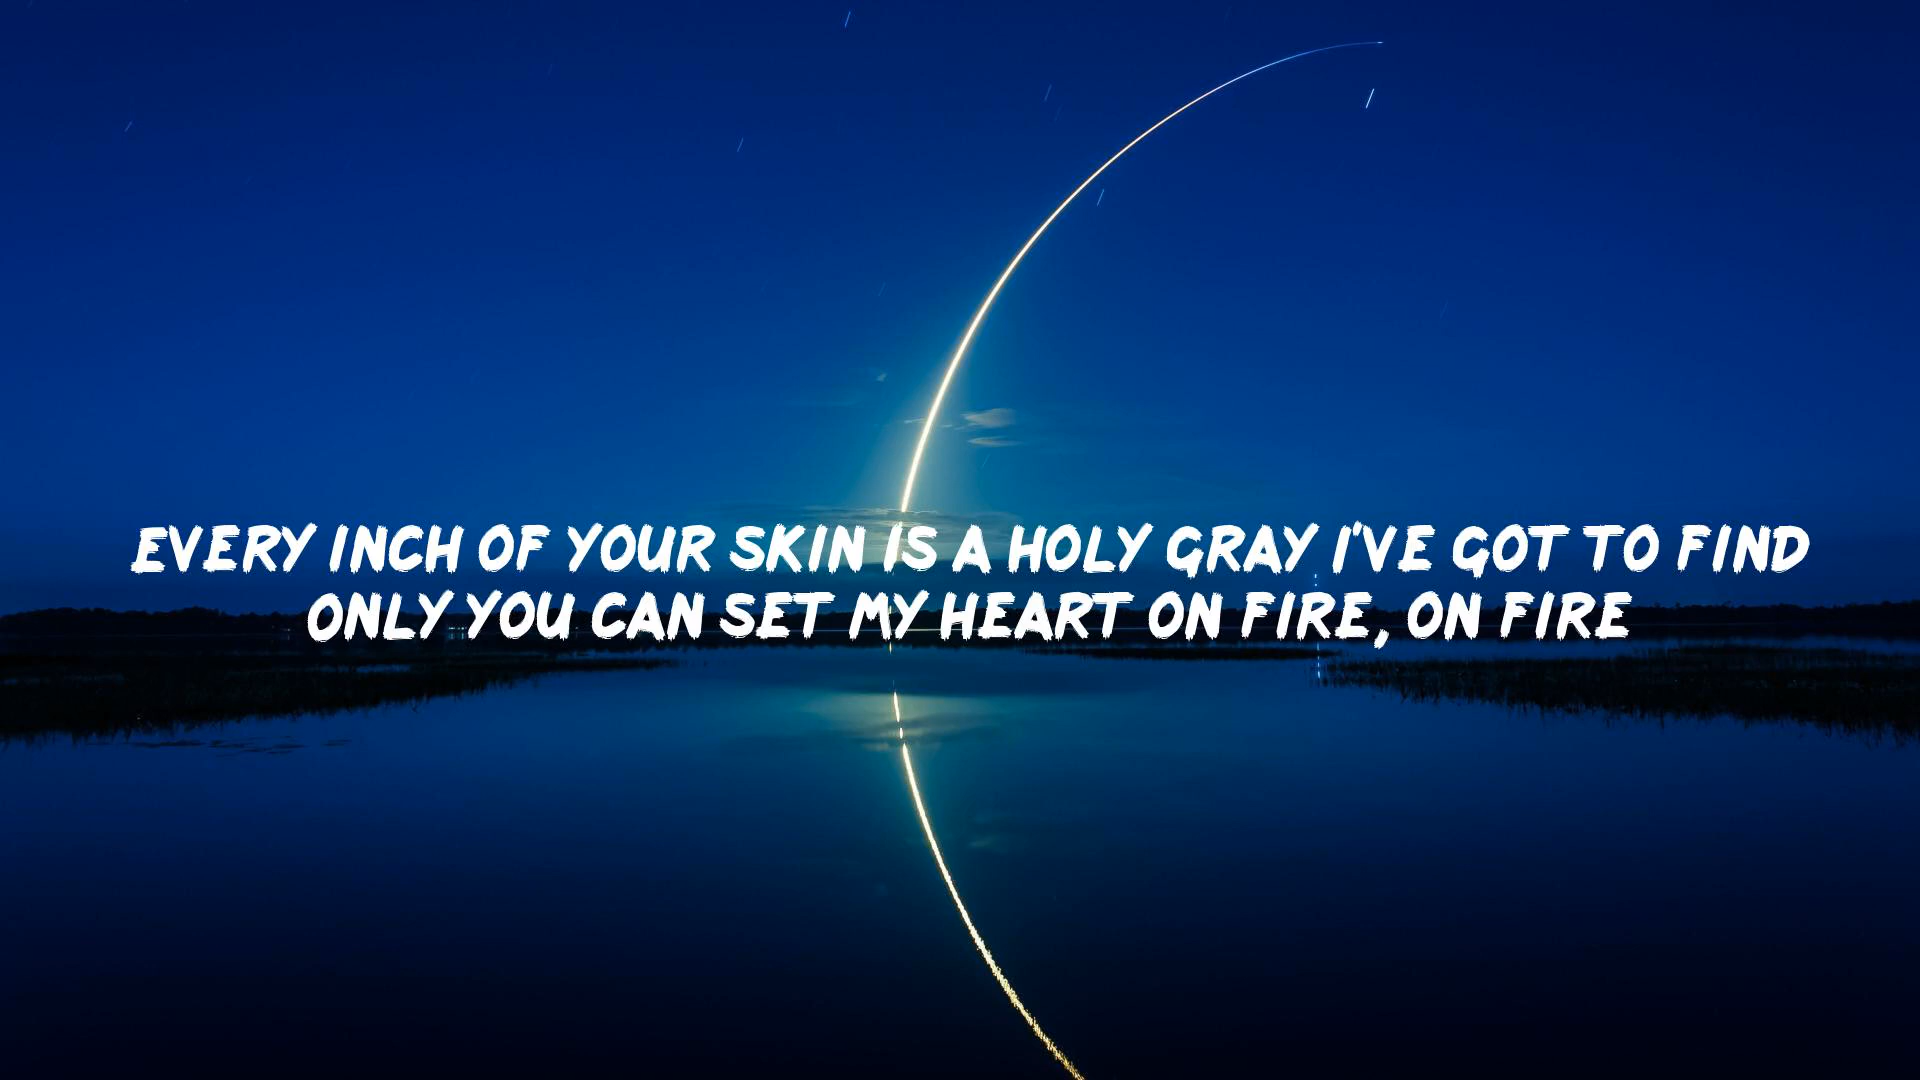 EVERY INCH OF YOUR SKIN IS A HOLY GRAY I'VE GOT TO FIND
ONLY YOU CAN SET MY HEART ON FIRE, ON FIRE